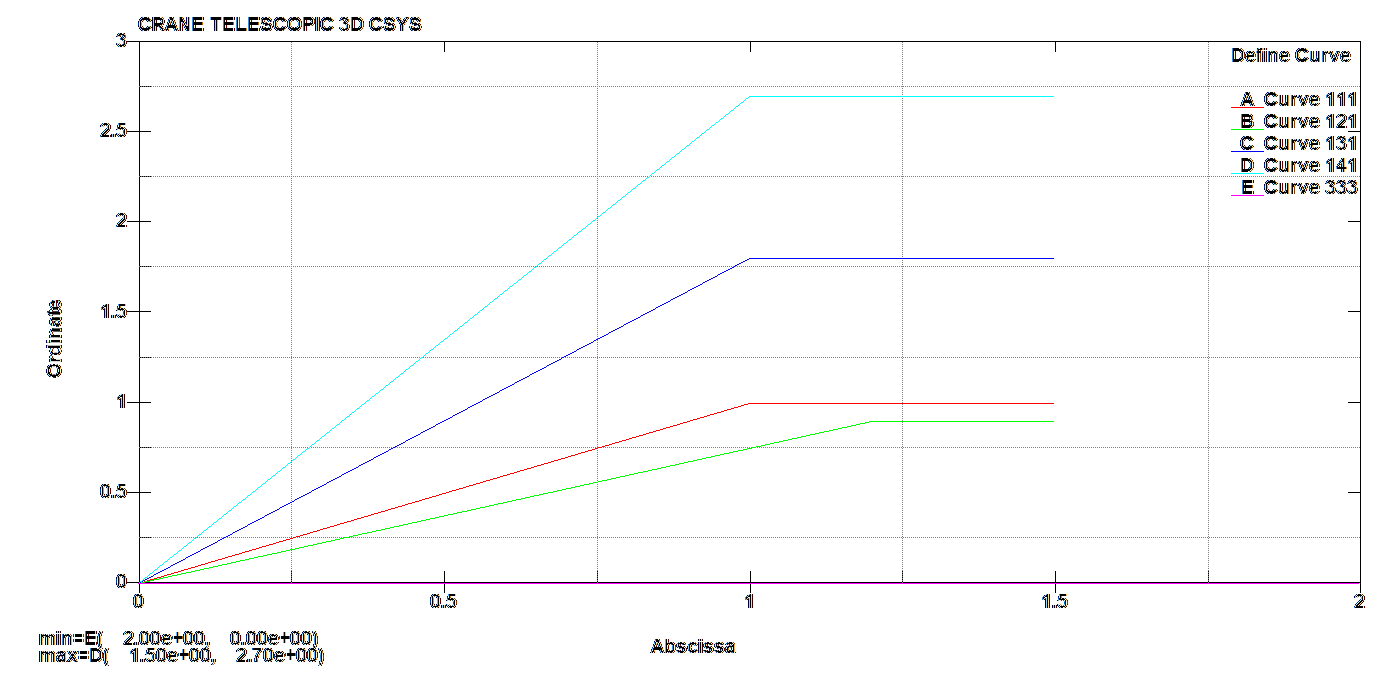 CRANE TELESCOPIC 3D CSYS
Define Curve
A Curve 111
B Curve 121
C Curve 131
D Curve 141
E Curve 333
3
2.5
2
1.5
1
0.5
0
Ordinate
0 0.5 1 1.5 2
Abscissa
min=E( 2.00e+00, 0.00e+00)
max=D( 1.50e+00, 2.70e+00)